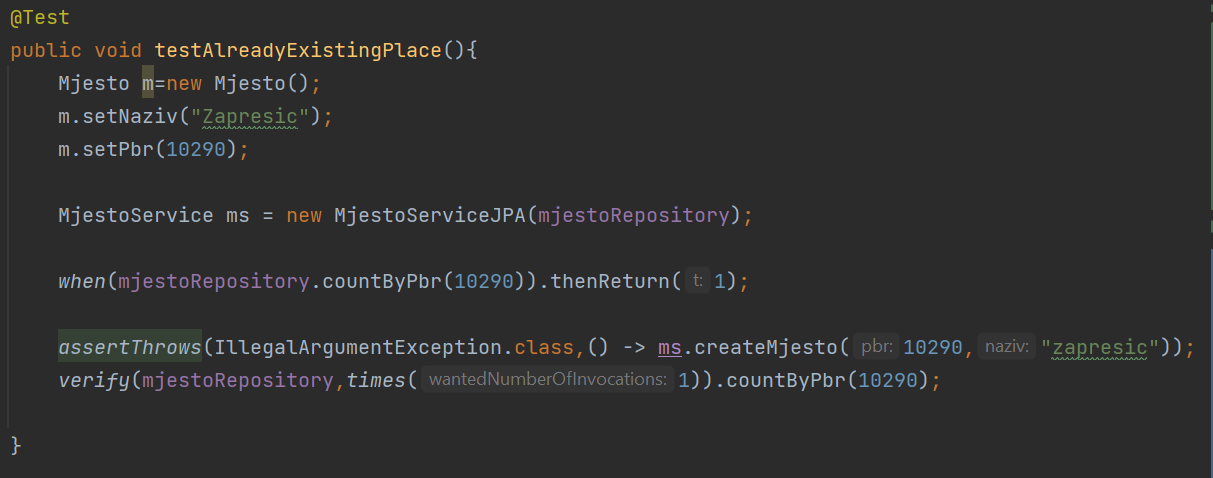 @Test
public void testAlreadyExistingPlace(){
    Mjesto m=new Mjesto();
    m.setNaziv("Zapresic");
    m.setPbr(10290);
    MjestoService ms = new MjestoServiceJPA(mjestoRepository);
    when(mjestoRepository.countByPbr(10290)).thenReturn( t: 1);
    assertThrows(IllegalArgumentException.class,() -> ms.createMjesto( pbr: 10290, naziv: "zapresic"));
    verify(mjestoRepository,times( wantedNumberOfInvocations: 1)).countByPbr(10290);
}